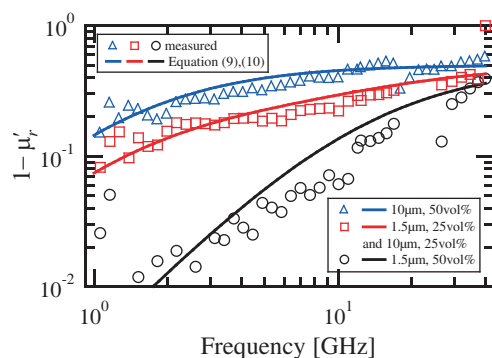 10⁰
measured
Equation (9),(10)
1− μ′r
10⁻¹
10µm, 50vol%
1.5µm, 25vol%
and 10µm, 25vol%
1.5µm, 50vol%
10⁻²
10⁰ 10¹
Frequency [GHz]